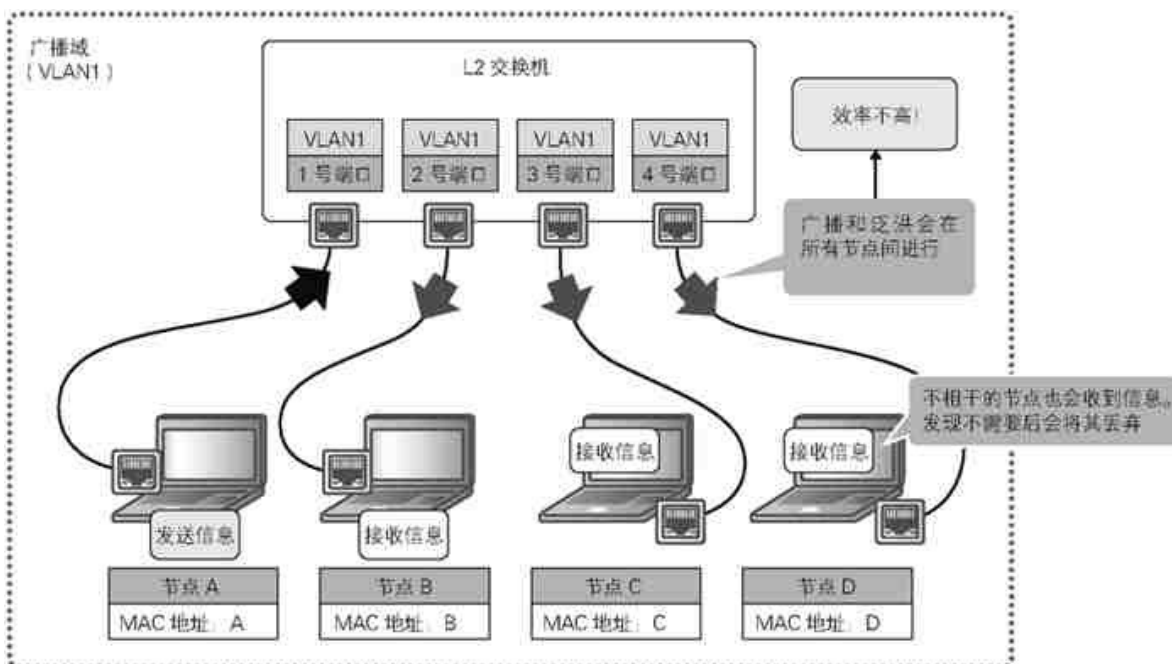 广播域
（VLAN1）
L2 交换机
VLAN1
1 号端口
VLAN1
2 号端口
VLAN1
3 号端口
VLAN1
4 号端口
效率不高！
广播和泛洪会在
所有节点间进行
不相干的节点也会收到信息。
发现不需要后会将其丢弃
发送信息
接收信息
接收信息
接收信息
节点 A
MAC 地址：A
节点 B
MAC 地址：B
节点 C
MAC 地址：C
节点 D
MAC 地址：D